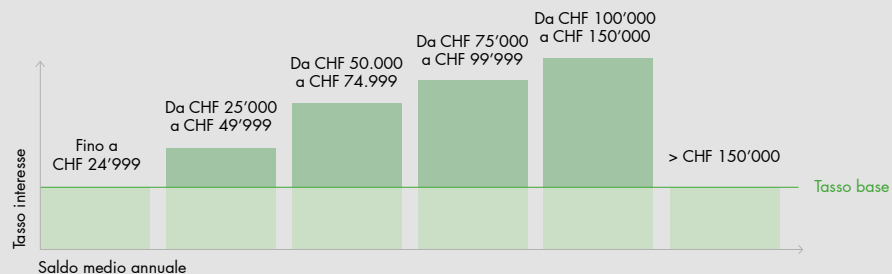 Da CHF 100’000
a CHF 150’000
Da CHF 75’000
a CHF 99’999
Da CHF 50.000
a CHF 74.999
Da CHF 25’000
a CHF 49’999
Fino a
CHF 24’999
> CHF 150’000
Tasso interesse
Tasso base
Saldo medio annuale